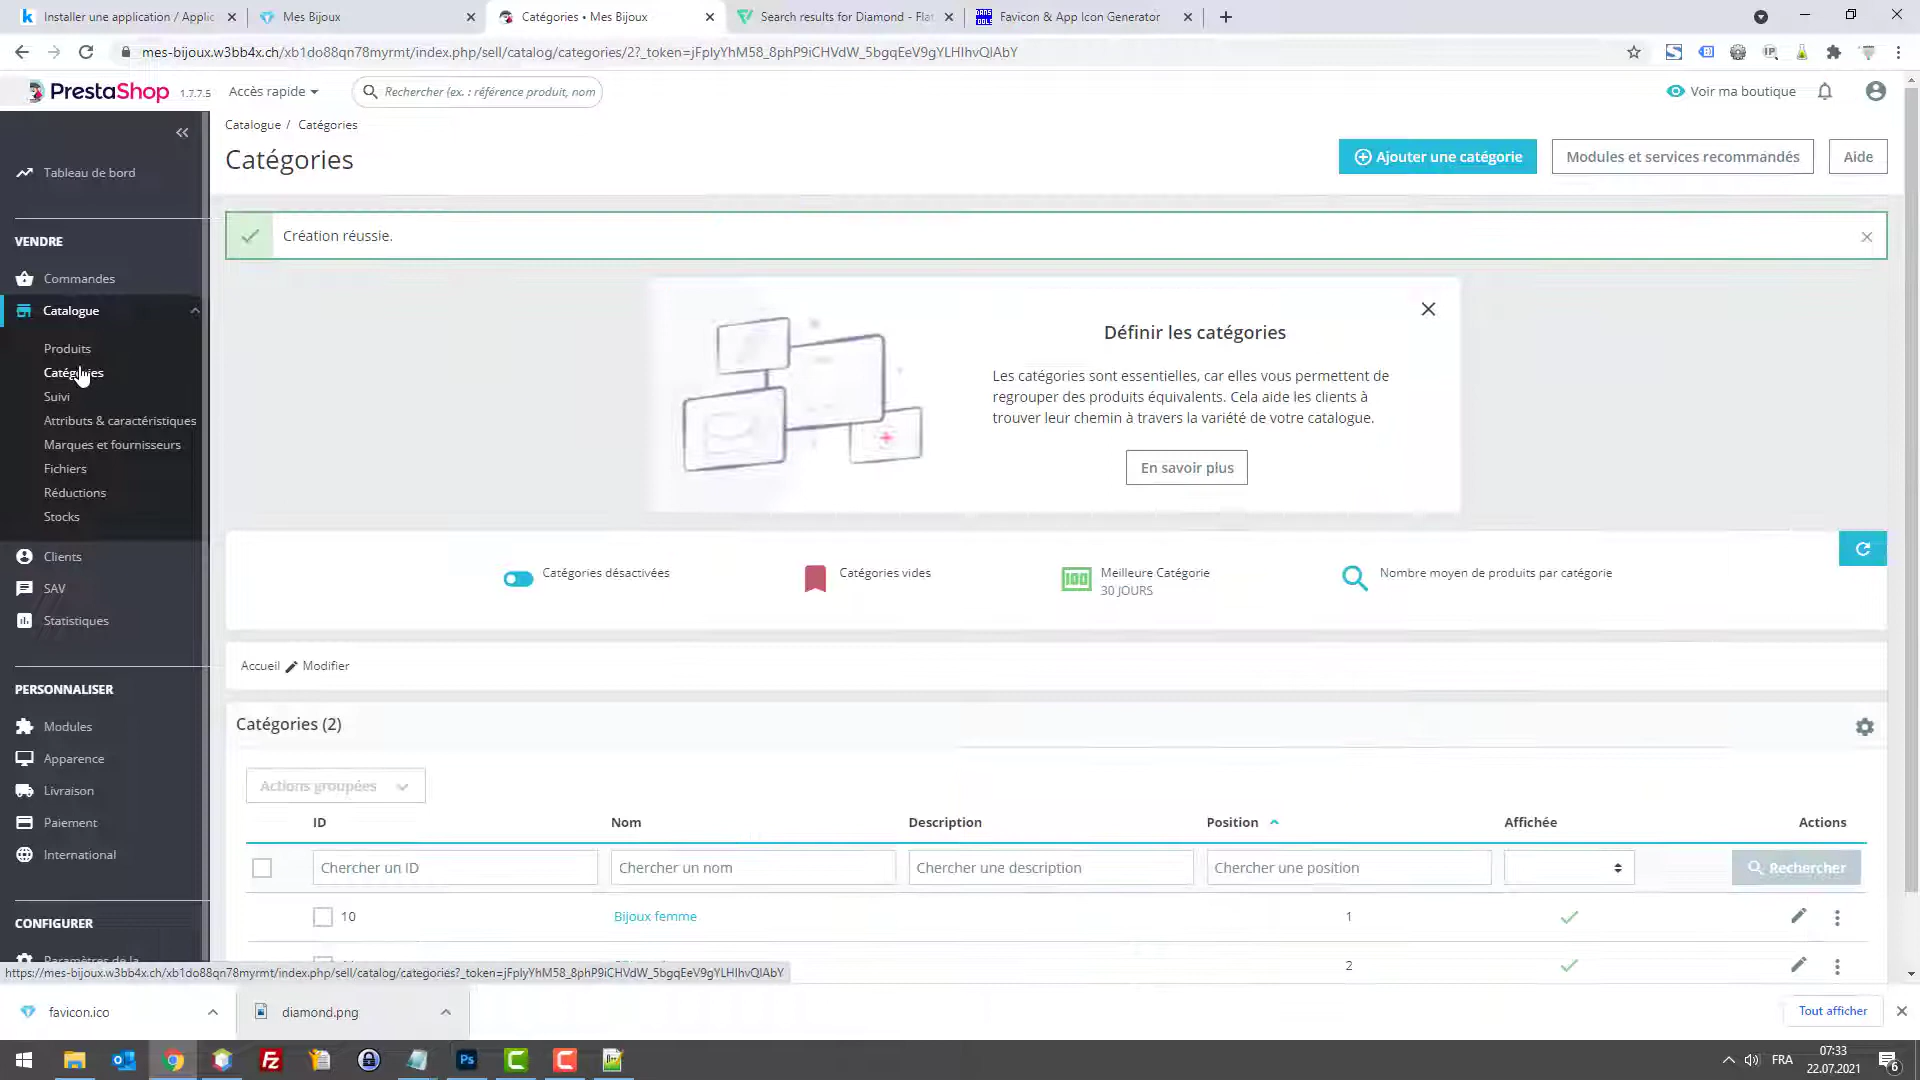 Installer une application / Applic
Mes Bijoux
Catégories • Mes Bijoux
Search results for Diamond - Flat
Favicon & App Icon Generator
mes-bijoux.w3bb4x.ch/xb1do88qn78myrmt/index.php/sell/catalog/categories/2?_token=jFplyYhM58_8phP9iCHVdW_5bgqEeV9gYLHIhvQIAbY
PrestaShop 1.7.7.5
Accès rapide
Rechercher (ex. : référence produit, nom
Voir ma boutique
Catalogue / Catégories
Catégories
Ajouter une catégorie
Modules et services recommandés
Aide
Tableau de bord
VENDRE
Commandes
Catalogue
Produits
Catégories
Suivi
Attributs & caractéristiques
Marques et fournisseurs
Fichiers
Réductions
Stocks
Clients
SAV
Statistiques
PERSONNALISER
Modules
Apparence
Livraison
Paiement
International
CONFIGURER
Paramètres de la
Création réussie.
Définir les catégories
Les catégories sont essentielles, car elles vous permettent de
regrouper des produits équivalents. Cela aide les clients à
trouver leur chemin à travers la variété de votre catalogue.
En savoir plus
Catégories désactivées
Catégories vides
Meilleure Catégorie
30 JOURS
Nombre moyen de produits par catégorie
Accueil Modifier
Catégories (2)
Actions groupées
ID Nom Description Position Affichée Actions
Chercher un ID Chercher un nom Chercher une description Chercher une position Rechercher
10 Bijoux femme 1
2
https://mes-bijoux.w3bb4x.ch/xb1do88qn78myrmt/index.php/sell/catalog/categories?_token=jFplyYhM58_8phP9iCHVdW_5bgqEeV9gYLHIhvQIAbY
favicon.ico
diamond.png
Tout afficher
FRA
07:33
22.07.2021
6